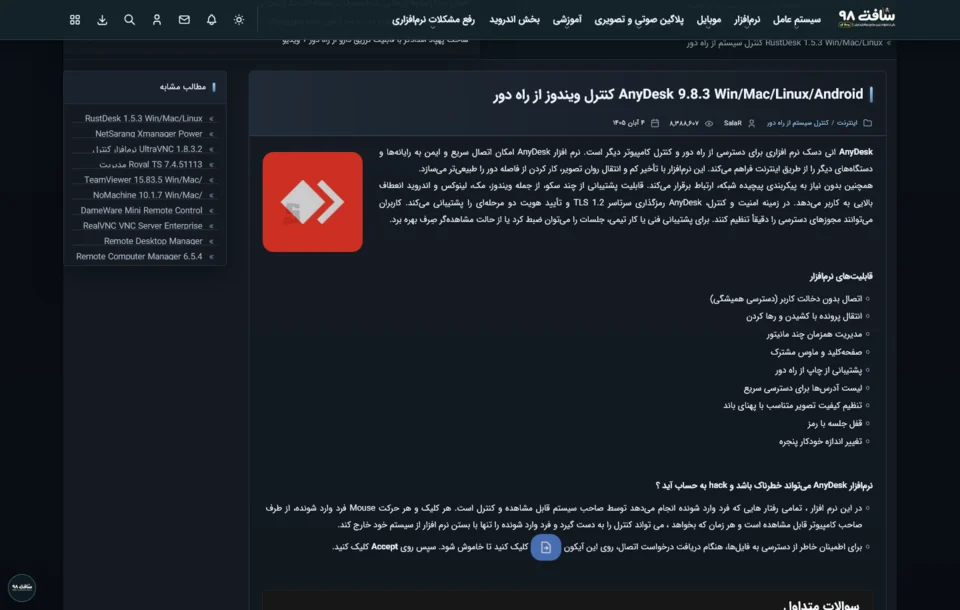 سافت ۹۸
سیستم عامل
نرم‌افزار
موبایل
پلاگین صوتی و تصویری
آموزشی
بخش اندروید
رفع مشکلات نرم‌افزاری
« RustDesk 1.5.3 Win/Mac/Linux کنترل سیستم از راه دور
AnyDesk 9.8.3 Win/Mac/Linux/Android کنترل ویندوز از راه دور
اینترنت / کنترل سیستم از راه دور
SalaR
۸,۳۸۸,۶۰۷
۴ آبان ۱۴۰۵
AnyDesk انی دسک نرم افزاری برای دسترسی از راه دور و کنترل کامپیوتر دیگر است. نرم افزار AnyDesk امکان اتصال سریع و ایمن به رایانه‌ها و
دستگاه‌های دیگر را از طریق اینترنت فراهم می‌کند. این نرم‌افزار با تأخیر کم و انتقال روان تصویر، کار کردن از فاصله دور را طبیعی‌تر می‌سازد.
همچنین بدون نیاز به پیکربندی پیچیده شبکه، ارتباط برقرار می‌کند. قابلیت پشتیبانی از چند سکو، از جمله ویندوز، مک، لینوکس و اندروید انعطاف
بالایی به کاربر می‌دهد. در زمینه امنیت و کنترل، AnyDesk رمزگذاری سرتاسر TLS 1.2 و تأیید هویت دو مرحله‌ای را پشتیبانی می‌کند. کاربران
می‌توانند مجوزهای دسترسی را دقیقاً تنظیم کنند. برای پشتیبانی فنی یا کار تیمی، جلسات را می‌توان ضبط کرد یا از حالت مشاهده‌گر صرف بهره برد.
قابلیت‌های نرم‌افزار
اتصال بدون دخالت کاربر (دسترسی همیشگی)
انتقال پرونده با کشیدن و رها کردن
مدیریت همزمان چند مانیتور
صفحه‌کلید و ماوس مشترک
پشتیبانی از چاپ از راه دور
لیست آدرس‌ها برای دسترسی سریع
تنظیم کیفیت تصویر متناسب با پهنای باند
قفل جلسه با رمز
تغییر اندازه خودکار پنجره
نرم‌افزار AnyDesk می‌تواند خطرناک باشد و hack به حساب آید ؟
در این نرم افزار ، تمامی رفتار هایی که فرد وارد شونده انجام می‌دهد توسط صاحب سیستم قابل مشاهده و کنترل است. هر کلیک و هر حرکت Mouse فرد وارد شونده، از طرف
صاحب کامپیوتر قابل مشاهده است و هر زمان که بخواهد ، می تواند کنترل را به دست گیرد و فرد وارد شونده را تنها با بستن نرم افزار از سیستم خود خارج کند.
برای اطمینان خاطر از دسترسی به فایل‌ها، هنگام دریافت درخواست اتصال، روی این آیکون کلیک کنید تا خاموش شود. سپس روی Accept کلیک کنید.
سوالات متداول
مطالب مشابه
« RustDesk 1.5.3 Win/Mac/Linux
« NetSarang Xmanager Power
« UltraVNC 1.8.3.2 نرم‌افزار کنترل
« Royal TS 7.4.51113 مدیریت
« TeamViewer 15.83.5 Win/Mac/
« NoMachine 10.1.7 Win/Mac/
« DameWare Mini Remote Control
« RealVNC VNC Server Enterprise
« Remote Desktop Manager
« Remote Computer Manager 6.5.4
سافت ۹۸